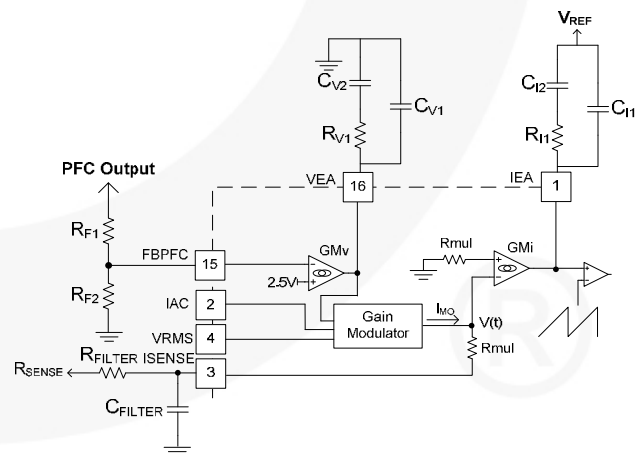 VREF
CV2
CV1
RV1
CI2
CI1
RI1
PFC Output
VEA
16
IEA
1
RF1
FBPFC
15
GMv
2.5V
Rmul
GMi
RF2
IAC
2
VRMS
4
Gain
Modulator
IMO
V(t)
Rmul
RSENSE
RFILTER
ISENSE
3
CFILTER
R